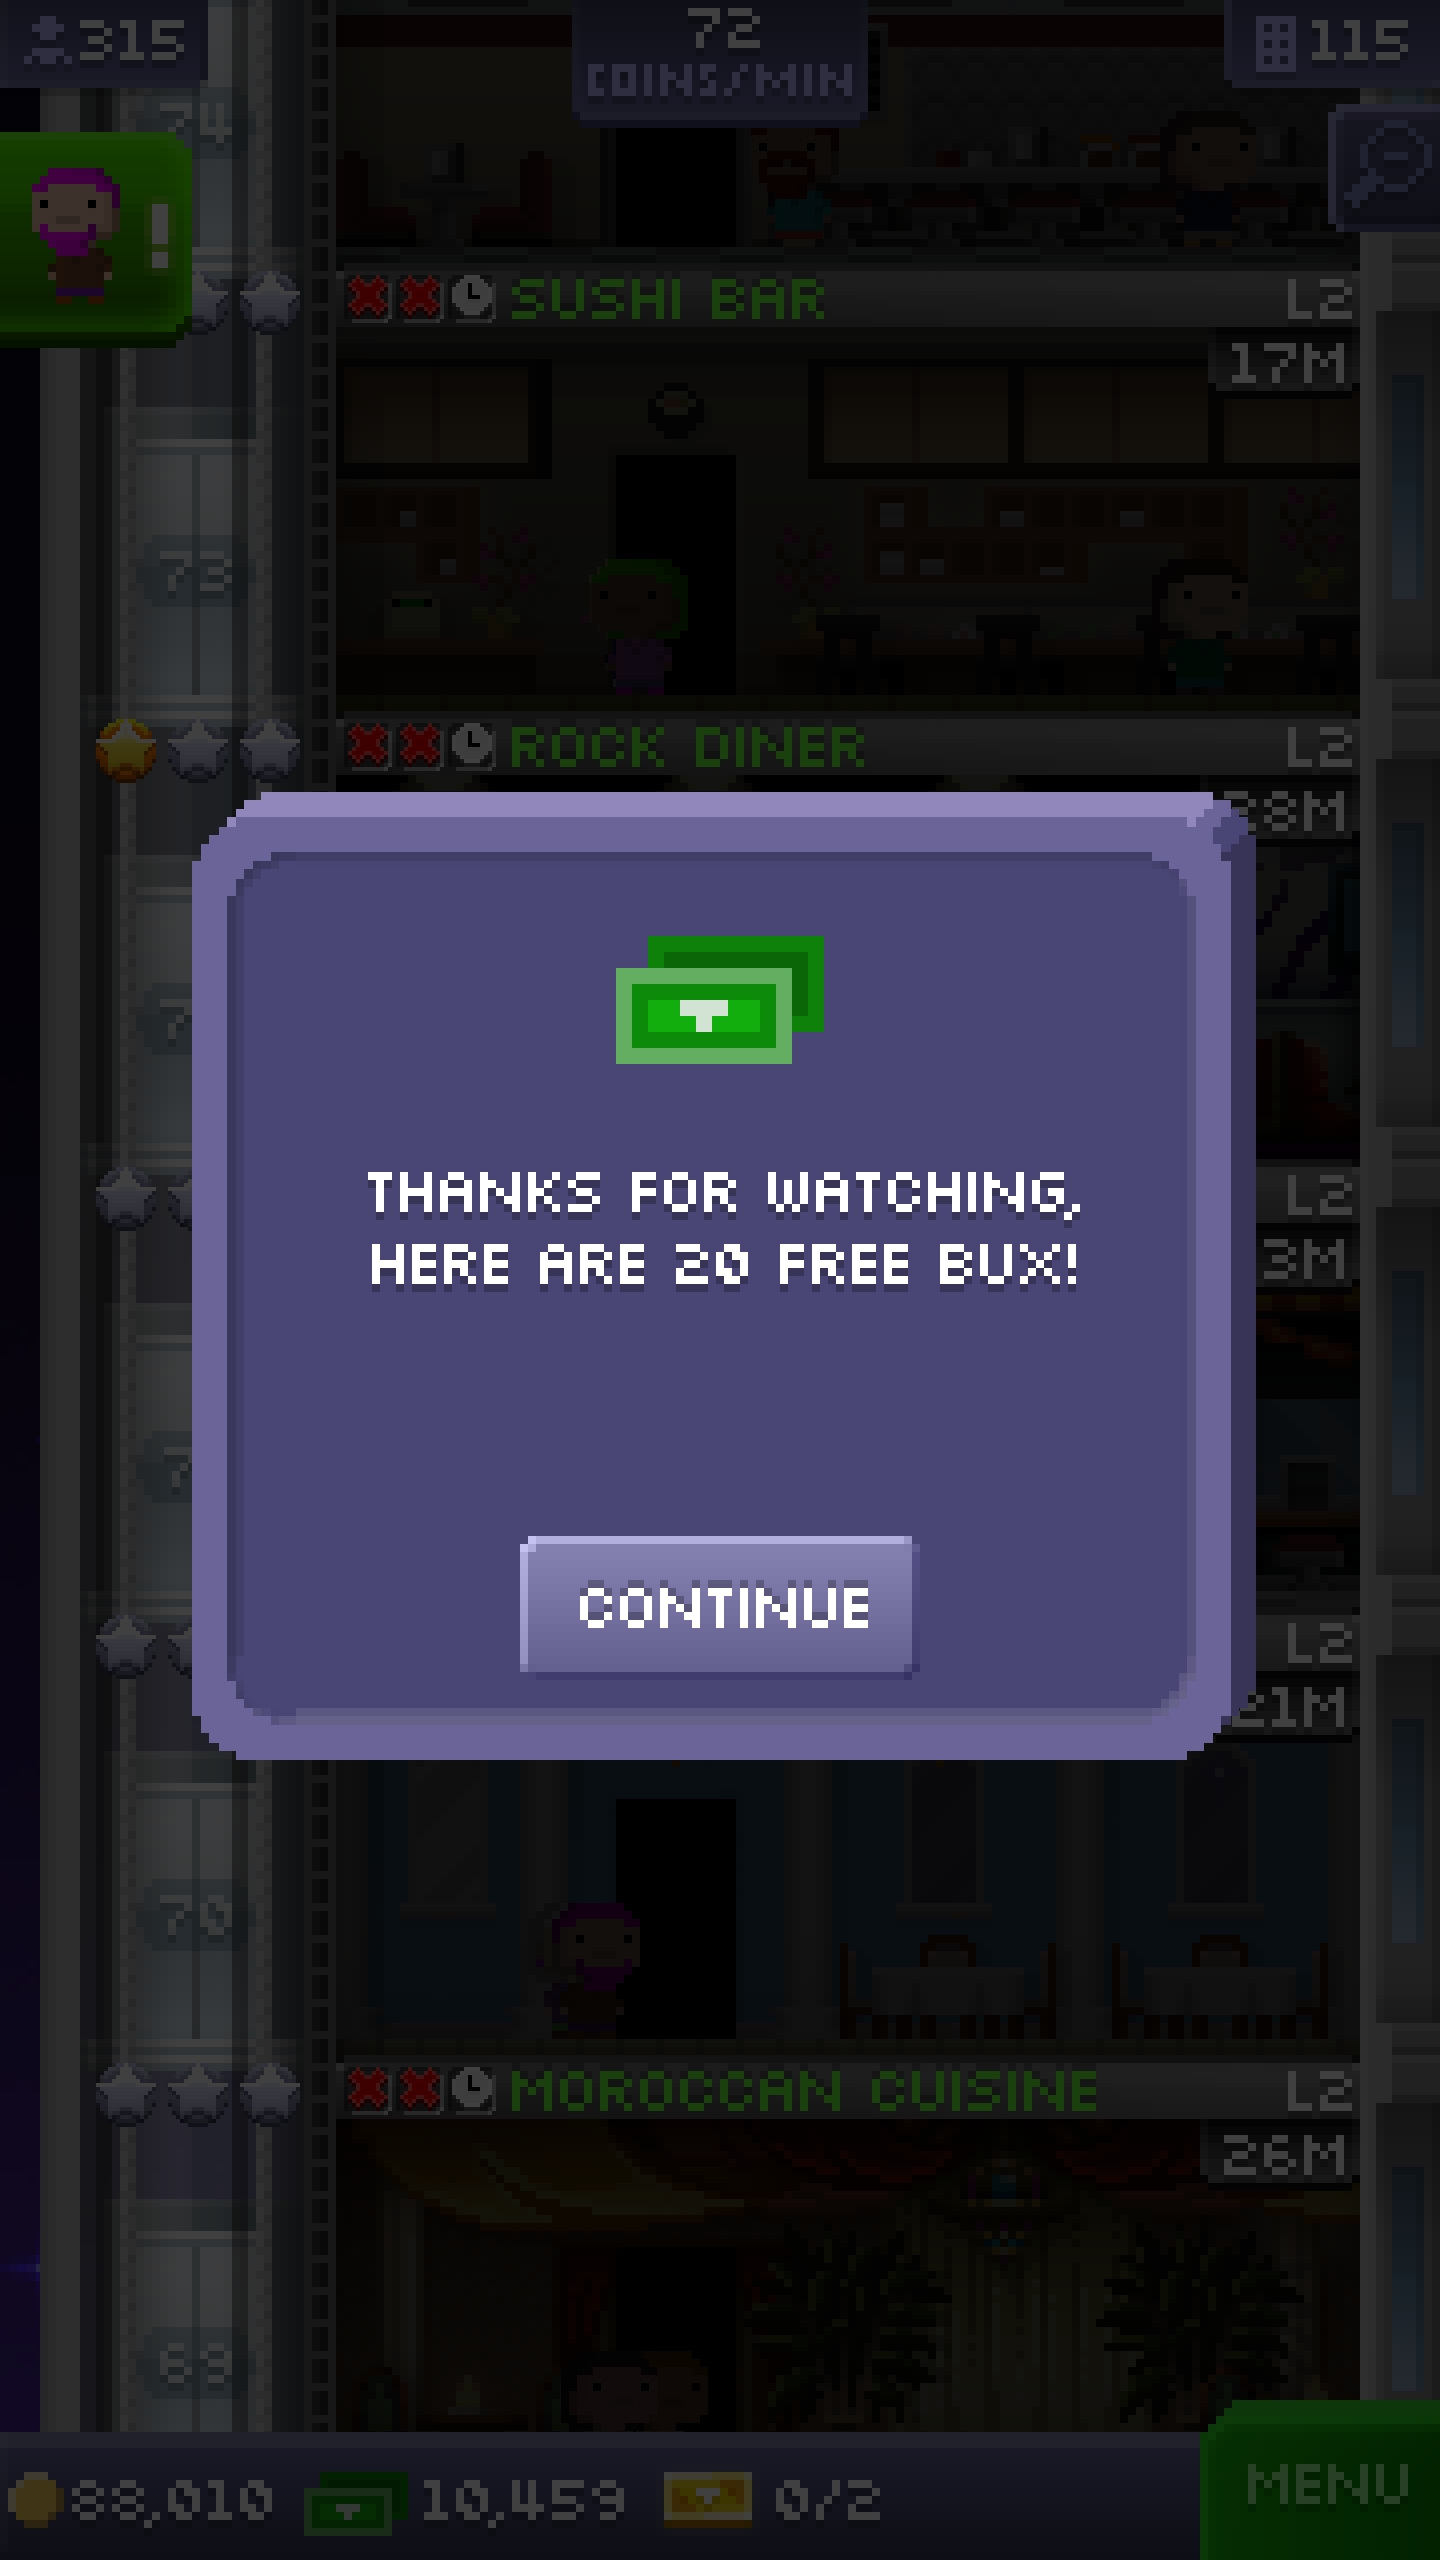 315
72
COINS/MIN
115
74
SUSHI BAR L2
17M
73
ROCK DINER L2
28M
THANKS FOR WATCHING,
HERE ARE 20 FREE BUX!
L2
3M
CONTINUE
L2
21M
70
MOROCCAN CUISINE L2
26M
88,010 10,459 0/2
MENU